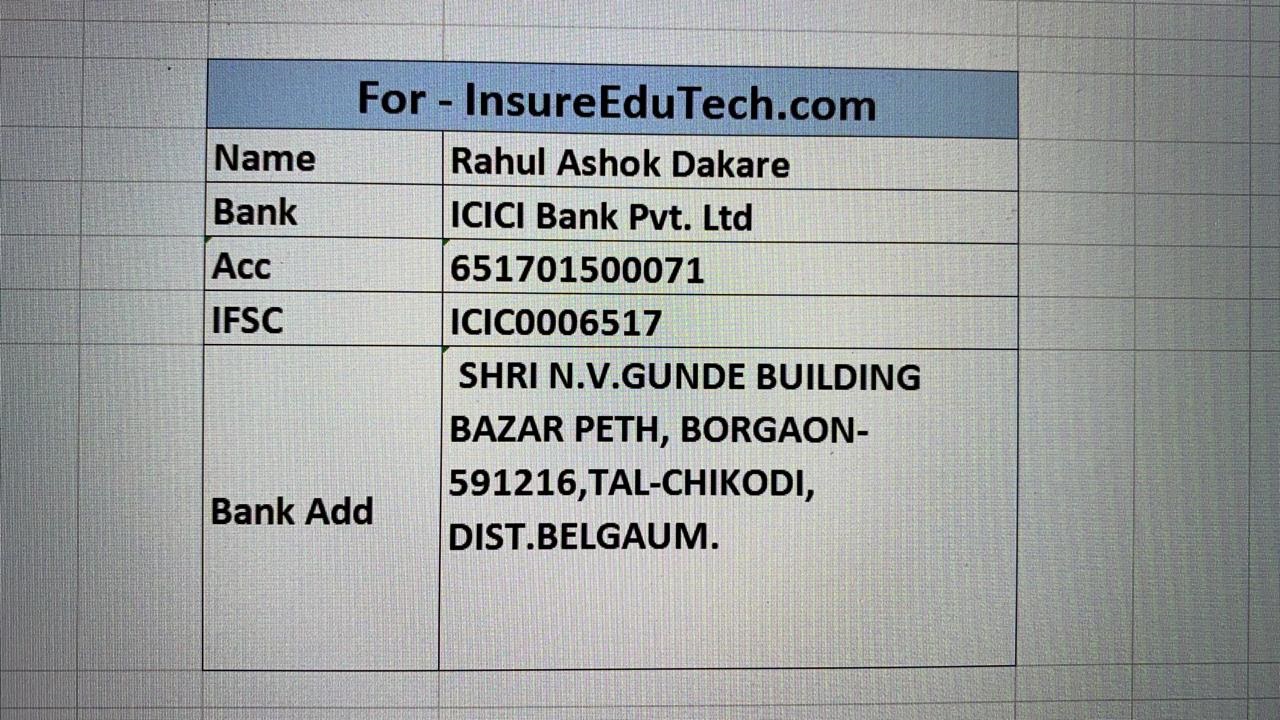 For - InsureEduTech.com
Name Rahul Ashok Dakare
Bank ICICI Bank Pvt. Ltd
Acc 651701500071
IFSC ICIC0006517
Bank Add
SHRI N.V.GUNDE BUILDING
BAZAR PETH, BORGAON-
591216,TAL-CHIKODI,
DIST.BELGAUM.